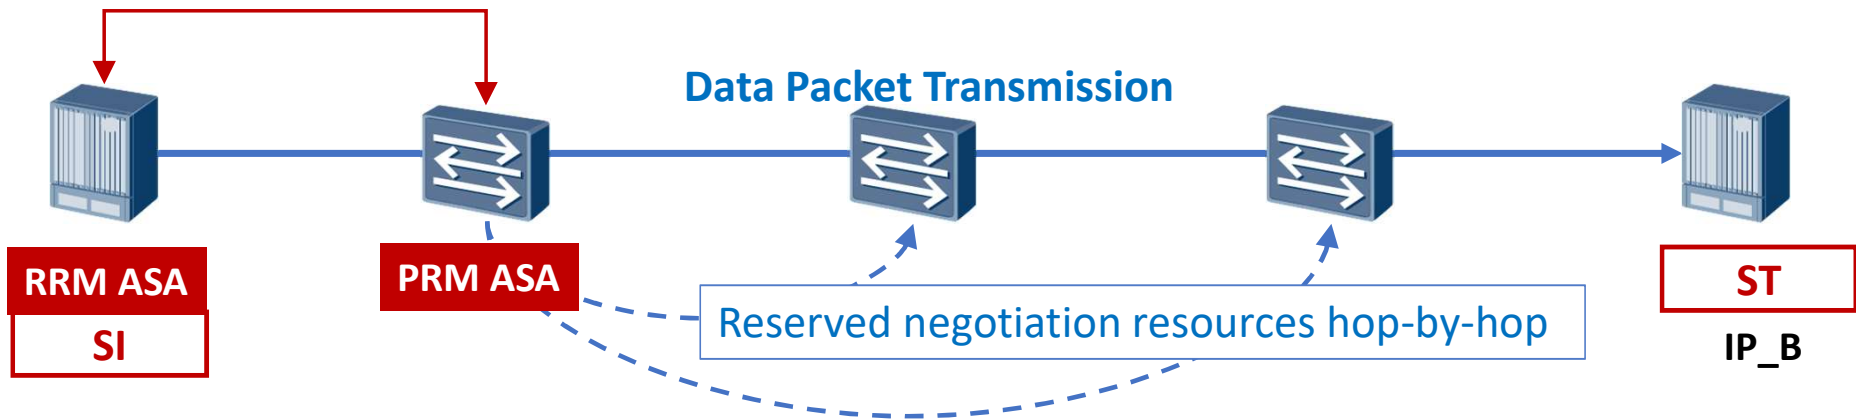 Data Packet Transmission
RRM ASA
SI
PRM ASA
Reserved negotiation resources hop-by-hop
ST
IP_B